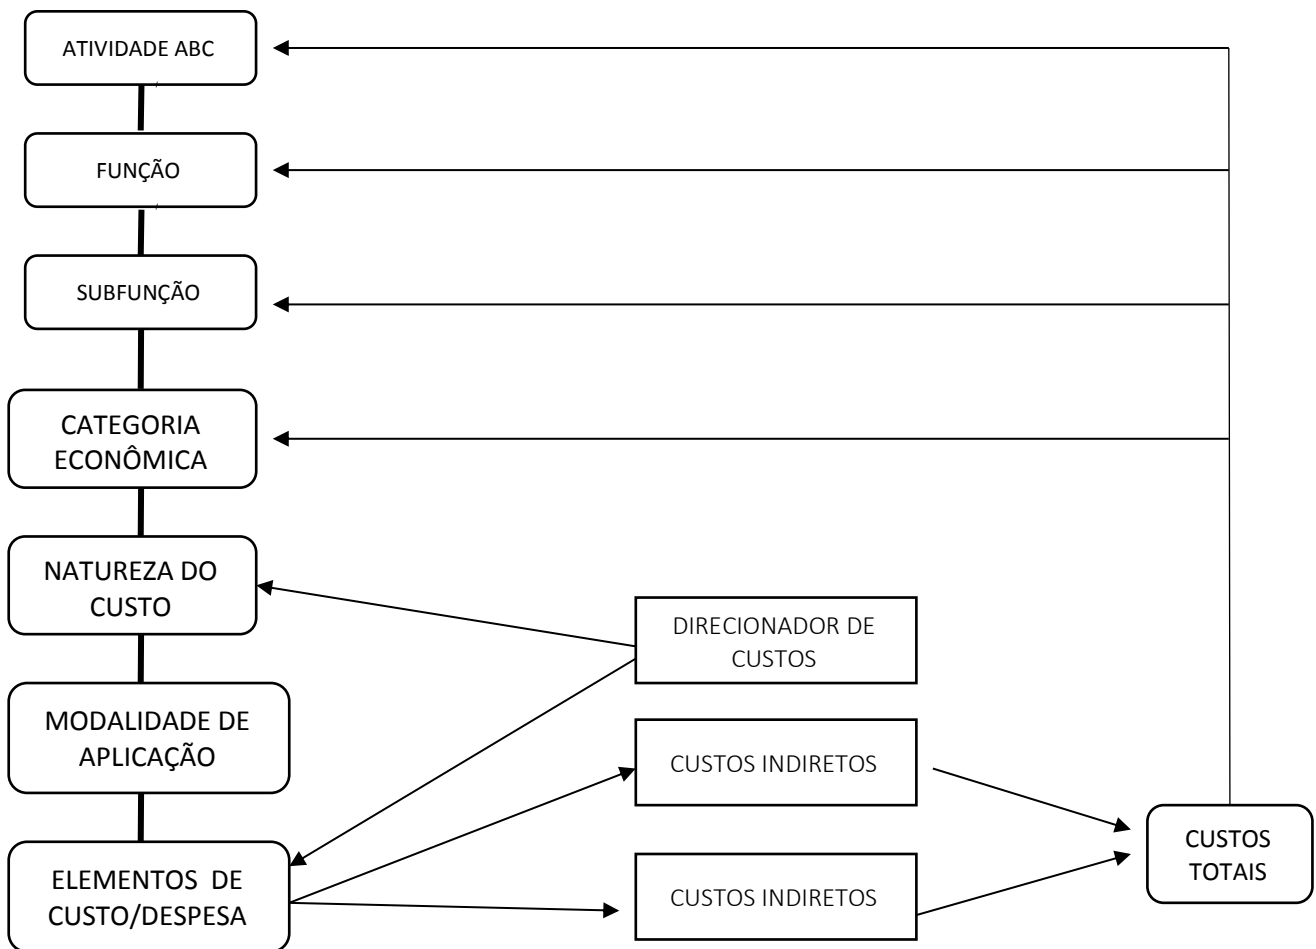 ATIVIDADE ABC
FUNÇÃO
SUBFUNÇÃO
CATEGORIA
ECONÔMICA
NATUREZA DO
CUSTO
DIRECIONADOR DE
CUSTOS
MODALIDADE DE
APLICAÇÃO
CUSTOS INDIRETOS
CUSTOS
TOTAIS
ELEMENTOS DE
CUSTO/DESPESA
CUSTOS INDIRETOS